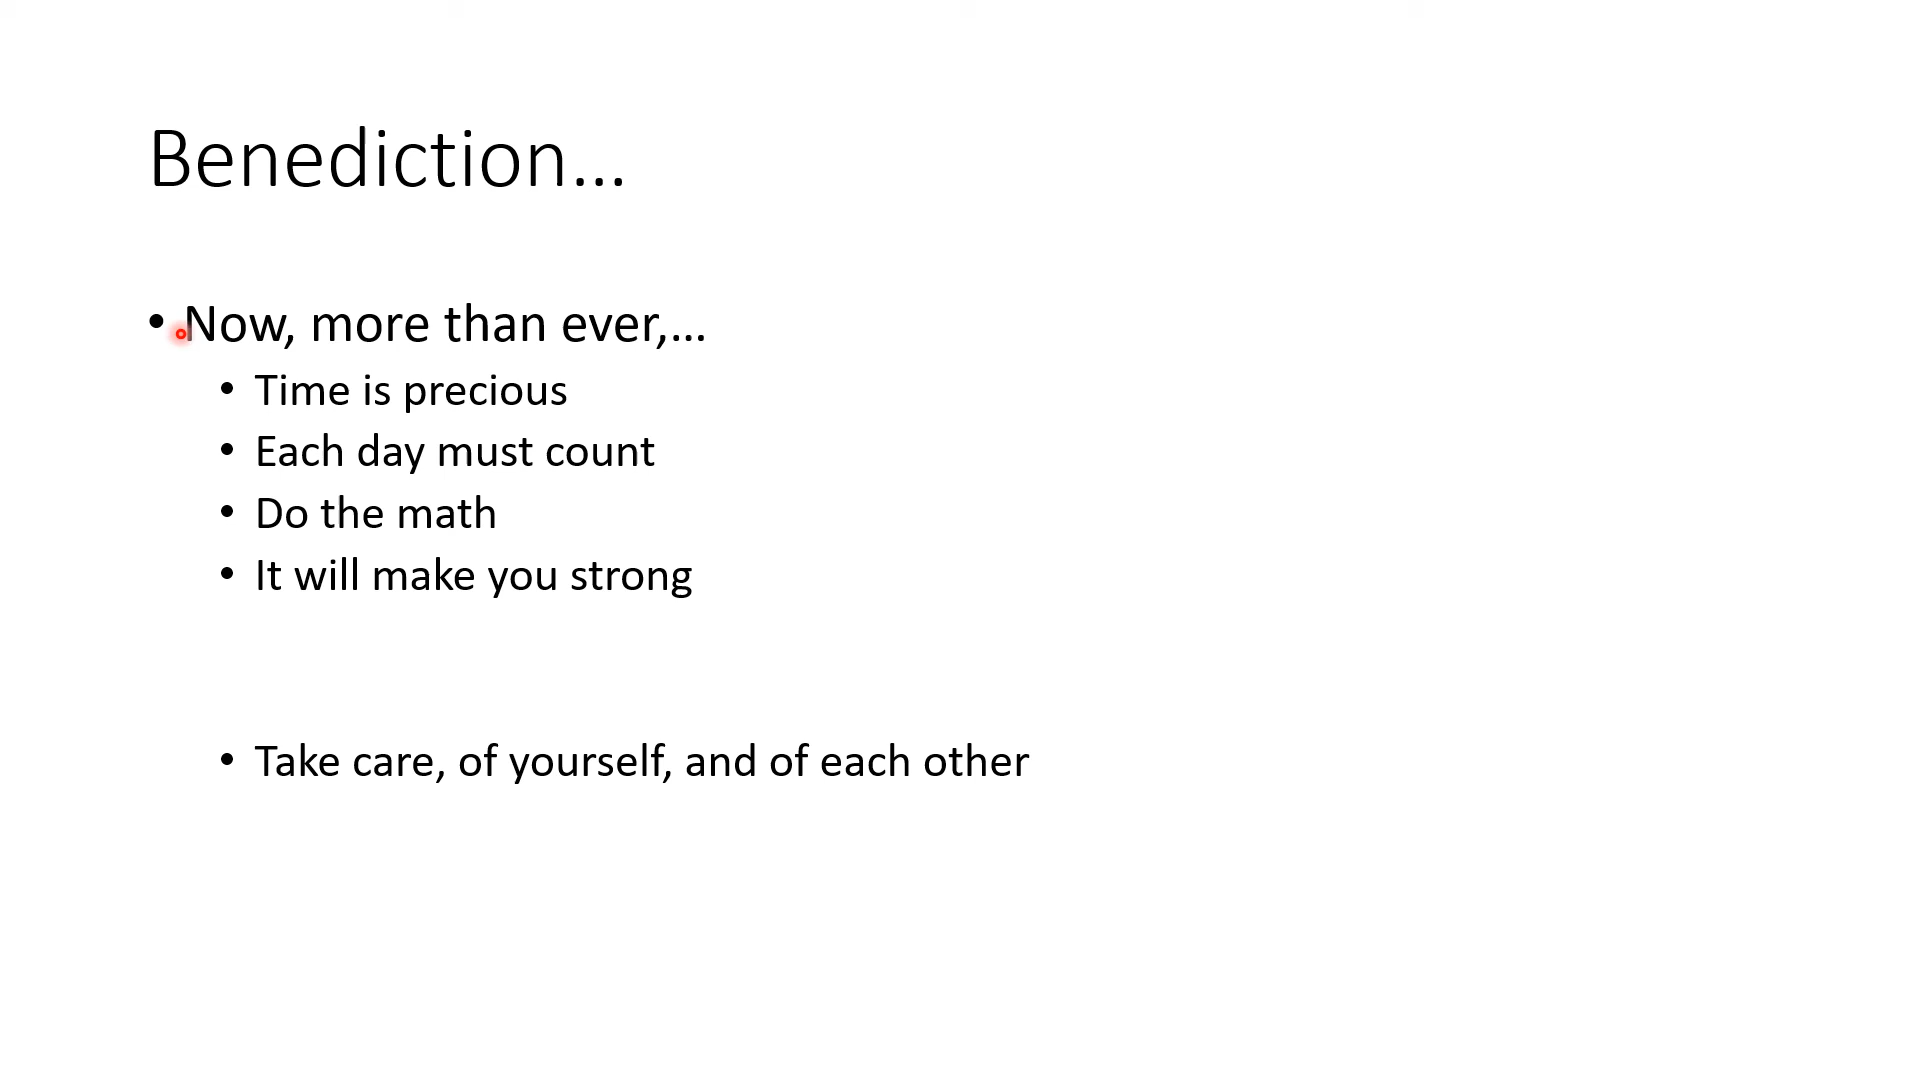 Benediction...
• Now, more than ever,...
• Time is precious
• Each day must count
• Do the math
• It will make you strong
• Take care, of yourself, and of each other